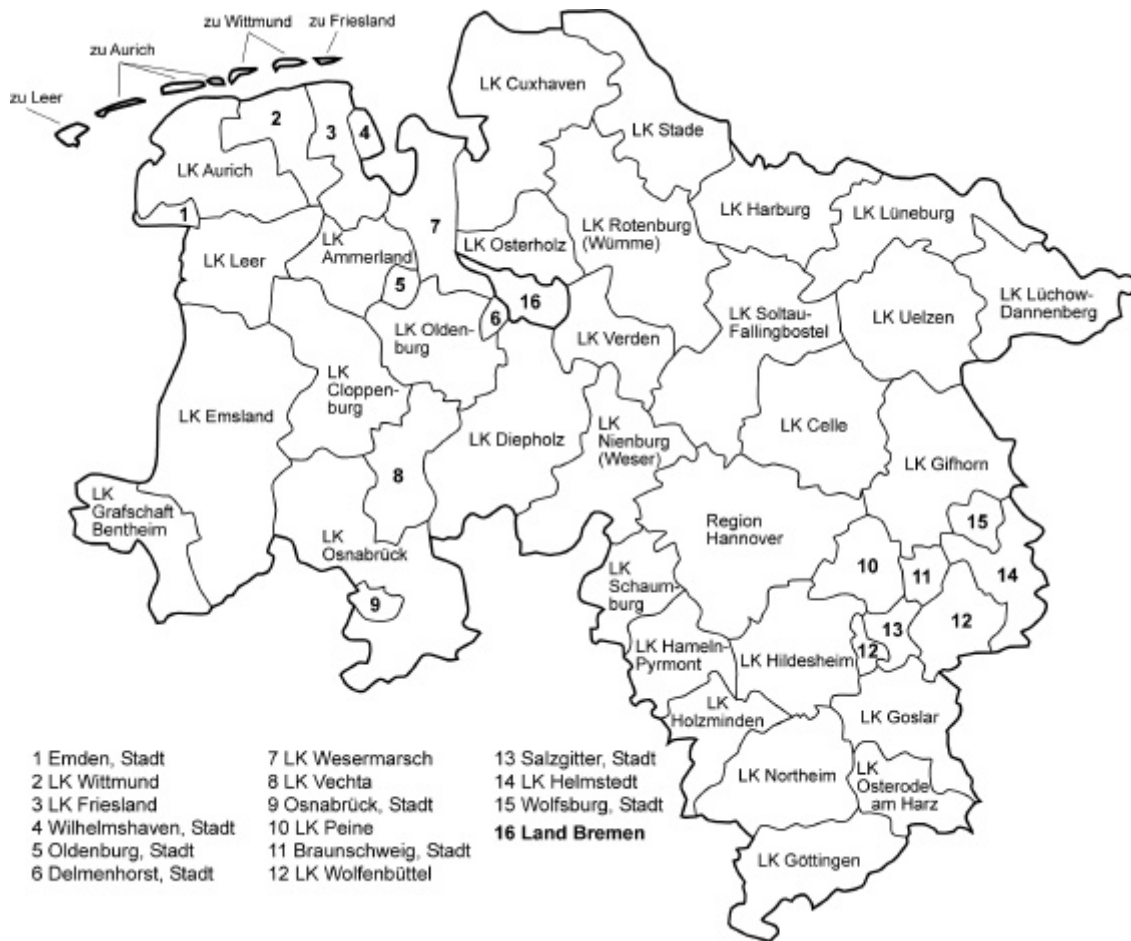 zu Wittmund
zu Friesland
zu Aurich
zu Leer
LK Cuxhaven
LK Stade
2
3
4
LK Aurich
1
LK Harburg
LK Lüneburg
7
LK Rotenburg
(Wümme)
LK Osterholz
LK
Ammerland
LK Leer
5
16
6
LK Lüchow-
Dannenberg
LK Soltau-
Fallingbostel
LK Uelzen
LK Olden-
burg
LK Verden
LK
Cloppen-
burg
LK Emsland
LK Diepholz
LK
Nienburg
(Weser)
LK Celle
LK Gifhorn
8
LK
Grafschaft
Bentheim
Region
Hannover
15
LK
Osnabrück
10
11
14
LK
Schaum-
burg
9
12
13
LK Hameln-
Pyrmont
LK Hildesheim
12
LK
Holzminden
LK Goslar
LK Northeim
LK
Osterode
am Harz
LK Göttingen
1 Emden, Stadt
2 LK Wittmund
3 LK Friesland
4 Wilhelmshaven, Stadt
5 Oldenburg, Stadt
6 Delmenhorst, Stadt
7 LK Wesermarsch
8 LK Vechta
9 Osnabrück, Stadt
10 LK Peine
11 Braunschweig, Stadt
12 LK Wolfenbüttel
13 Salzgitter, Stadt
14 LK Helmstedt
15 Wolfsburg, Stadt
16 Land Bremen